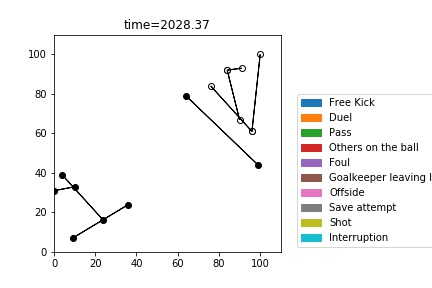 time=2028.37
100
80
60
40
20
0
0 20 40 60 80 100
Free Kick
Duel
Pass
Others on the ball
Foul
Goalkeeper leaving l
Offside
Save attempt
Shot
Interruption